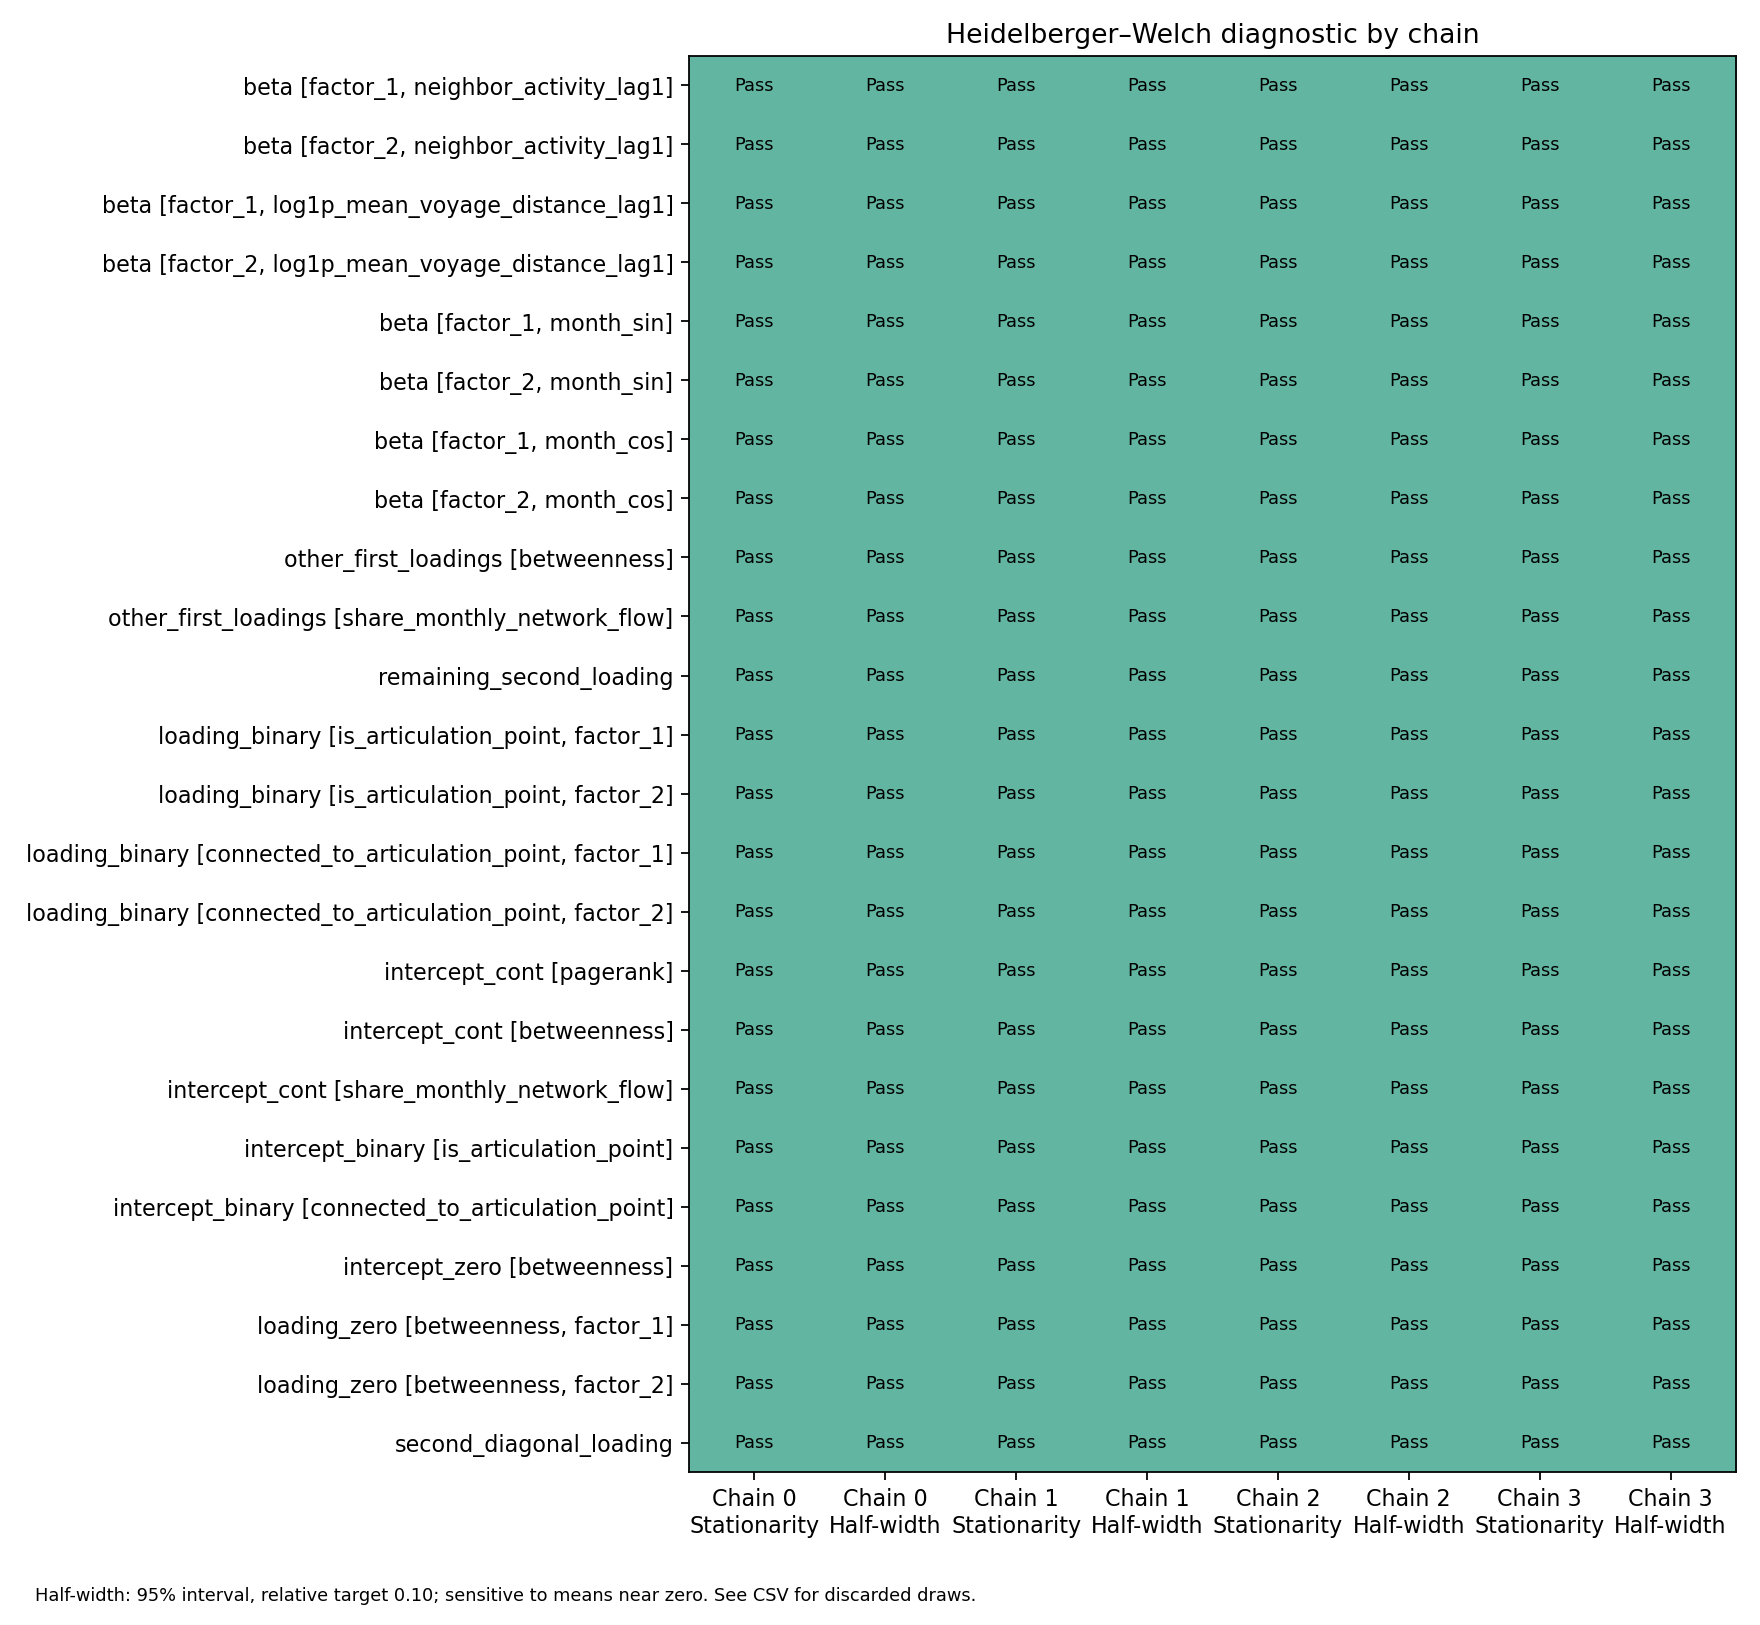 Heidelberger–Welch diagnostic by chain
beta [factor_1, neighbor_activity_lag1] Pass Pass Pass Pass Pass Pass Pass Pass
beta [factor_2, neighbor_activity_lag1] Pass Pass Pass Pass Pass Pass Pass Pass
beta [factor_1, log1p_mean_voyage_distance_lag1] Pass Pass Pass Pass Pass Pass Pass Pass
beta [factor_2, log1p_mean_voyage_distance_lag1] Pass Pass Pass Pass Pass Pass Pass Pass
beta [factor_1, month_sin] Pass Pass Pass Pass Pass Pass Pass Pass
beta [factor_2, month_sin] Pass Pass Pass Pass Pass Pass Pass Pass
beta [factor_1, month_cos] Pass Pass Pass Pass Pass Pass Pass Pass
beta [factor_2, month_cos] Pass Pass Pass Pass Pass Pass Pass Pass
other_first_loadings [betweenness] Pass Pass Pass Pass Pass Pass Pass Pass
other_first_loadings [share_monthly_network_flow] Pass Pass Pass Pass Pass Pass Pass Pass
remaining_second_loading Pass Pass Pass Pass Pass Pass Pass Pass
loading_binary [is_articulation_point, factor_1] Pass Pass Pass Pass Pass Pass Pass Pass
loading_binary [is_articulation_point, factor_2] Pass Pass Pass Pass Pass Pass Pass Pass
loading_binary [connected_to_articulation_point, factor_1] Pass Pass Pass Pass Pass Pass Pass Pass
loading_binary [connected_to_articulation_point, factor_2] Pass Pass Pass Pass Pass Pass Pass Pass
intercept_cont [pagerank] Pass Pass Pass Pass Pass Pass Pass Pass
intercept_cont [betweenness] Pass Pass Pass Pass Pass Pass Pass Pass
intercept_cont [share_monthly_network_flow] Pass Pass Pass Pass Pass Pass Pass Pass
intercept_binary [is_articulation_point] Pass Pass Pass Pass Pass Pass Pass Pass
intercept_binary [connected_to_articulation_point] Pass Pass Pass Pass Pass Pass Pass Pass
intercept_zero [betweenness] Pass Pass Pass Pass Pass Pass Pass Pass
loading_zero [betweenness, factor_1] Pass Pass Pass Pass Pass Pass Pass Pass
loading_zero [betweenness, factor_2] Pass Pass Pass Pass Pass Pass Pass Pass
second_diagonal_loading Pass Pass Pass Pass Pass Pass Pass Pass
Chain 0 Chain 0 Chain 1 Chain 1 Chain 2 Chain 2 Chain 3 Chain 3
Stationarity Half-width Stationarity Half-width Stationarity Half-width Stationarity Half-width
Half-width: 95% interval, relative target 0.10; sensitive to means near zero. See CSV for discarded draws.